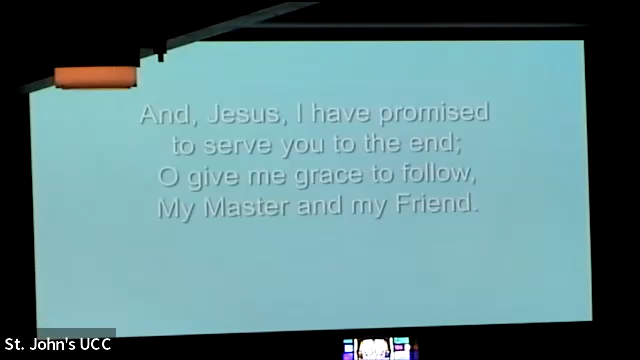 And, Jesus, I have promised
to serve you to the end;
O give me grace to follow,
My Master and my Friend.
St. John's UCC